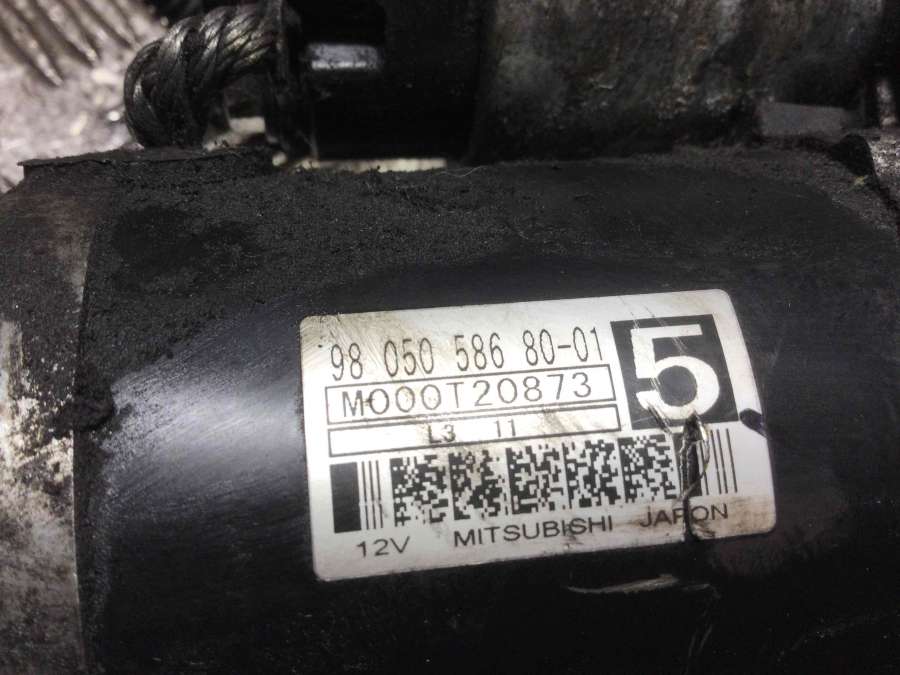 98 050 586 80-01
5
M000T20873
L3 11
12V MITSUBISHI JAPON